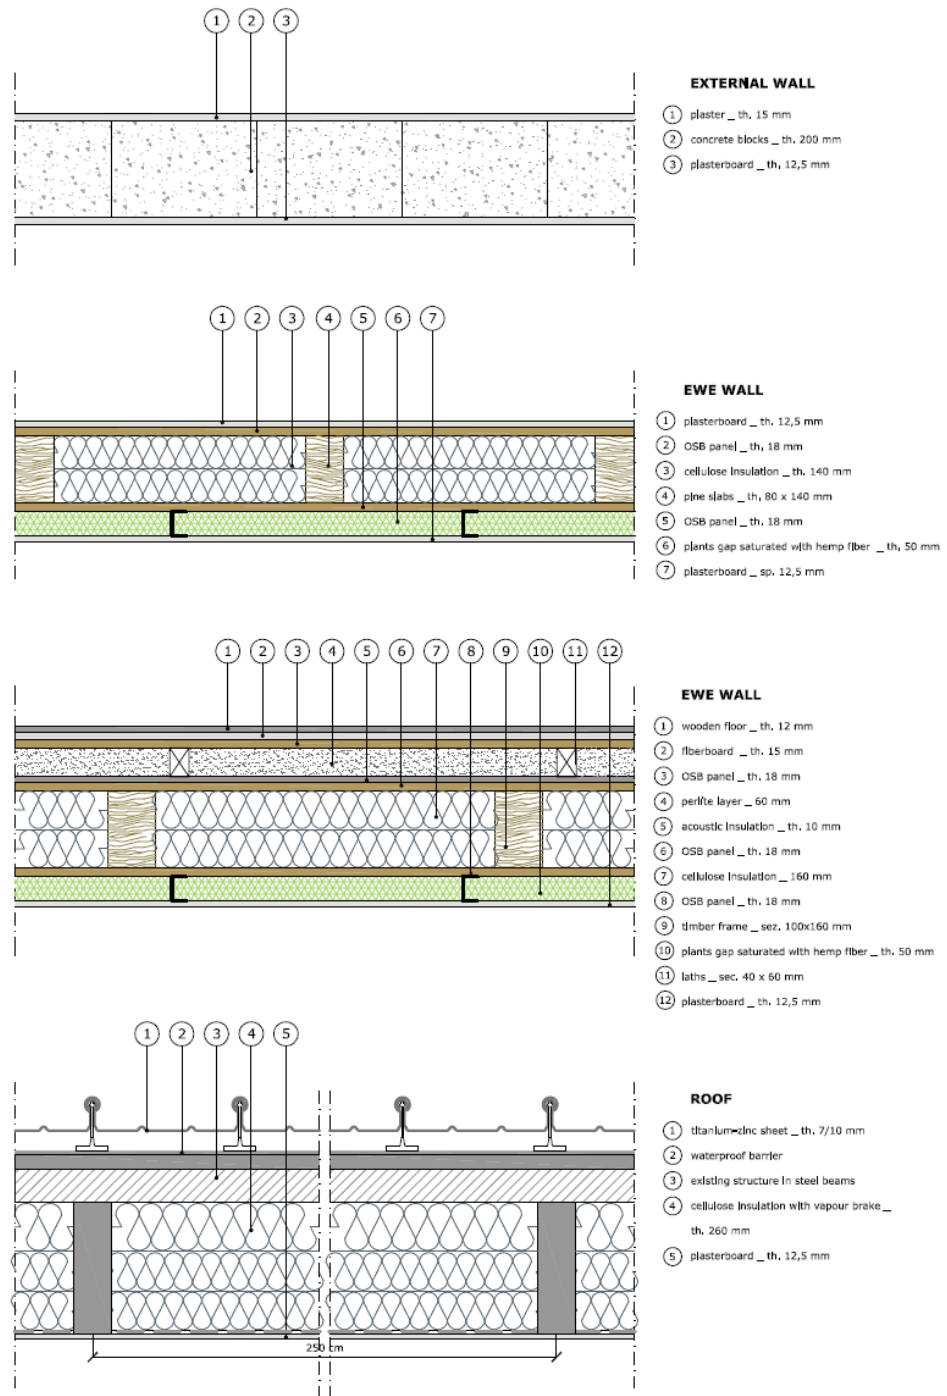 1 2 3
EXTERNAL WALL
1 plaster _ th. 15 mm
2 concrete blocks _ th. 200 mm
3 plasterboard _ th, 12,5 mm
1 2 3 4 5 6 7
EWE WALL
1 plasterboard _ th. 12,5 mm
2 OSB panel _ th, 18 mm
3 cellulose insulation _ th. 140 mm
4 pine slabs _ th, 80 x 140 mm
5 OSB panel _ th. 18 mm
6 plants gap saturated with hemp fiber _ th, 50 mm
7 plasterboard _ sp. 12,5 mm
1 2 3 4 5 6 7 8 9 10 11 12
EWE WALL
1 wooden floor _ th. 12 mm
2 fiberboard _ th. 15 mm
3 OSB panel _ th. 18 mm
4 perlite layer _ 60 mm
5 acoustic insulation _ th. 10 mm
6 OSB panel _ th. 18 mm
7 cellulose insulation _ 160 mm
8 OSB panel _ th. 18 mm
9 timber frame _ sez. 100x160 mm
10 plants gap saturated with hemp fiber _ th. 50 mm
11 laths _ sec. 40 x 60 mm
12 plasterboard _ th. 12,5 mm
1 2 3 4 5
ROOF
1 titanium-zinc sheet _ th. 7/10 mm
2 waterproof barrier
3 existing structure in steel beams
4 cellulose insulation with vapour brake _
th. 260 mm
5 plasterboard _ th. 12,5 mm
250 cm